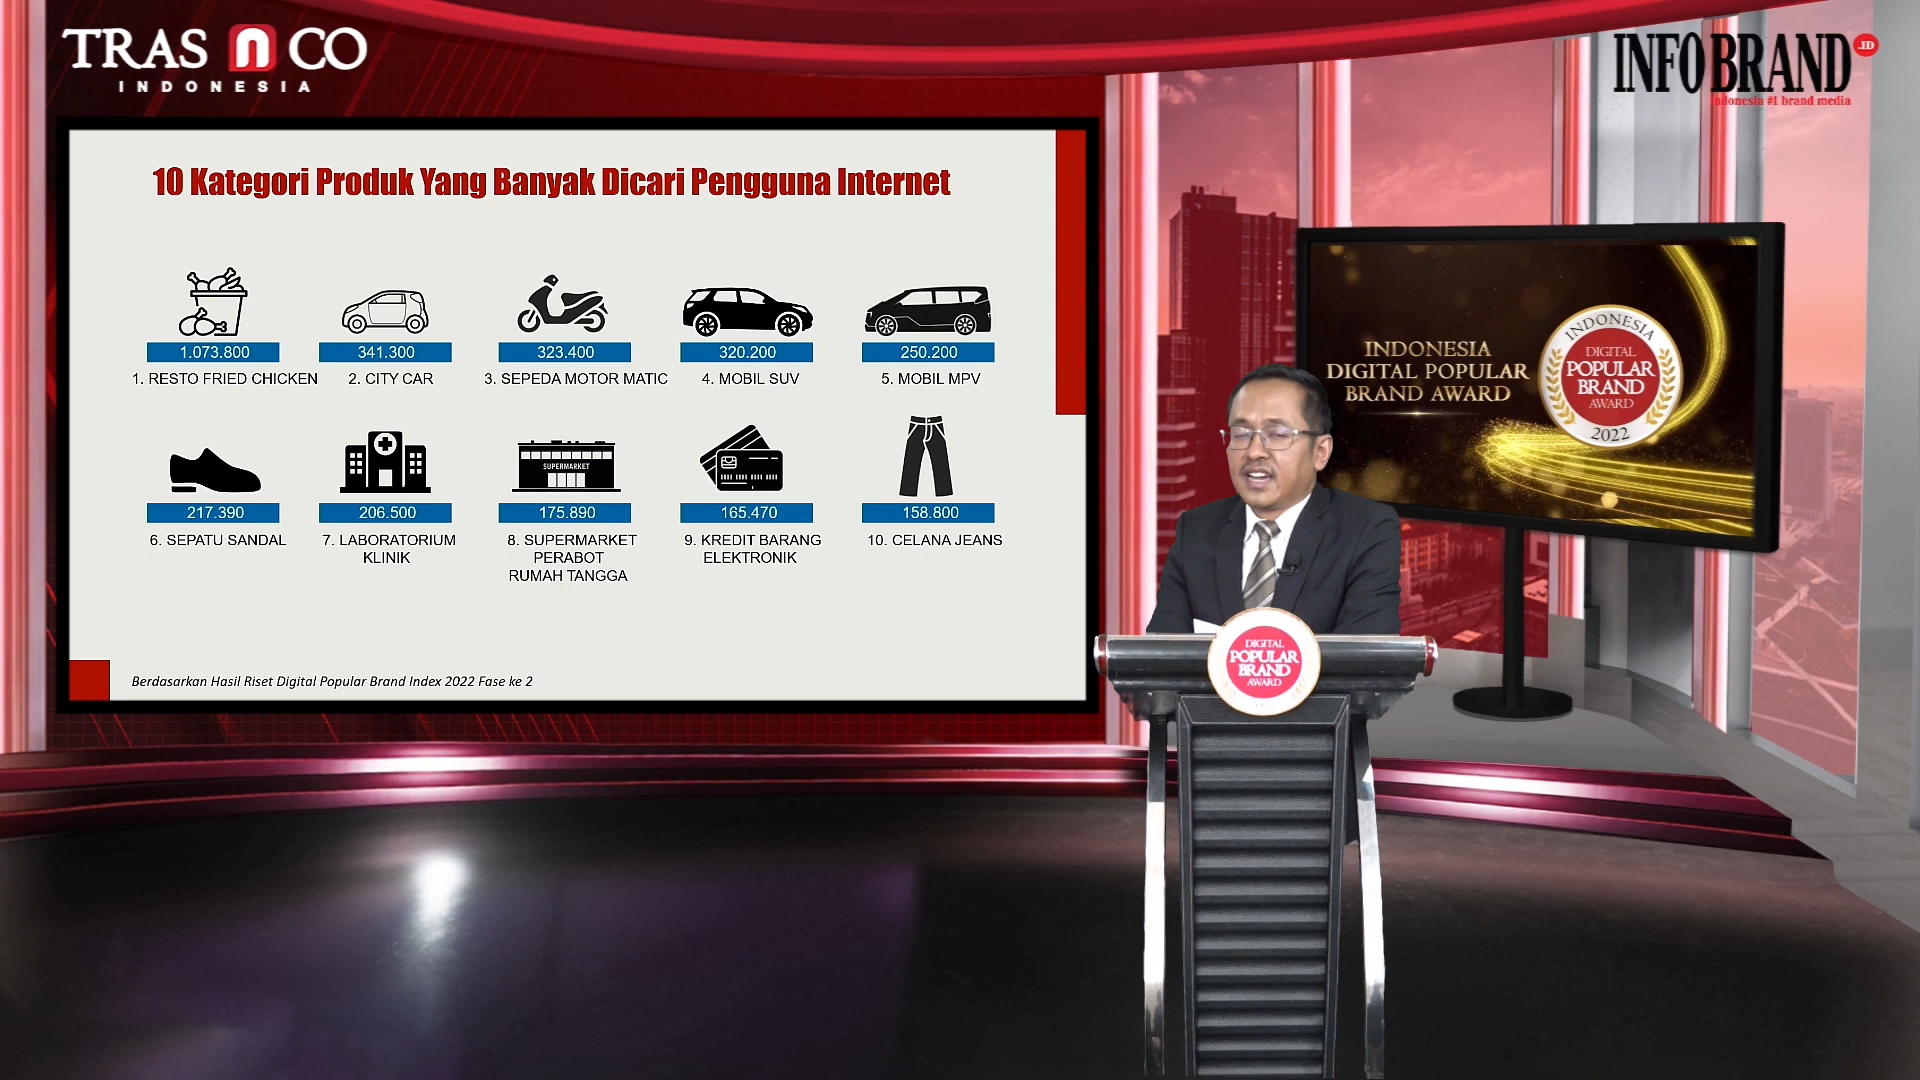 TRAS n CO
INDONESIA
INFOBRAND .ID
Indonesia #1 brand media
10 Kategori Produk Yang Banyak Dicari Pengguna Internet
1.073.800
1. RESTO FRIED CHICKEN
341.300
2. CITY CAR
323.400
3. SEPEDA MOTOR MATIC
320.200
4. MOBIL SUV
250.200
5. MOBIL MPV
217.390
6. SEPATU SANDAL
206.500
7. LABORATORIUM
KLINIK
SUPERMARKET
175.890
8. SUPERMARKET
PERABOT
RUMAH TANGGA
165.470
9. KREDIT BARANG
ELEKTRONIK
158.800
10. CELANA JEANS
Berdasarkan Hasil Riset Digital Popular Brand Index 2022 Fase ke 2
INDONESIA
DIGITAL POPULAR
BRAND AWARD
INDONESIA
DIGITAL
POPULAR
BRAND
AWARD
2022
DIGITAL
POPULAR
BRAND
AWARD